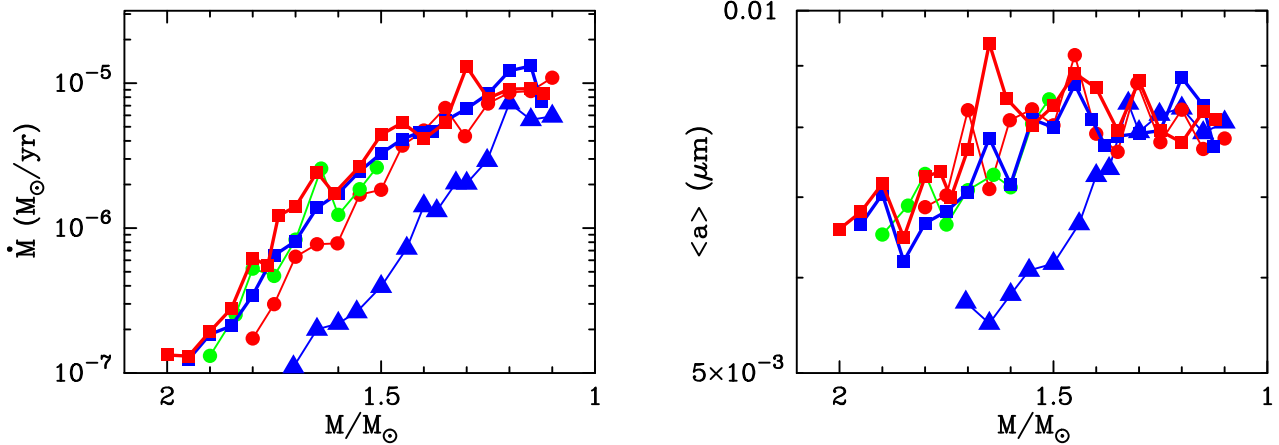 10⁻⁵
10⁻⁶
10⁻⁷
Ṁ (M⊙/yr)
2
1.5
1
M/M⊙
0.01
5×10⁻³
<a> (μm)
2
1.5
1
M/M⊙